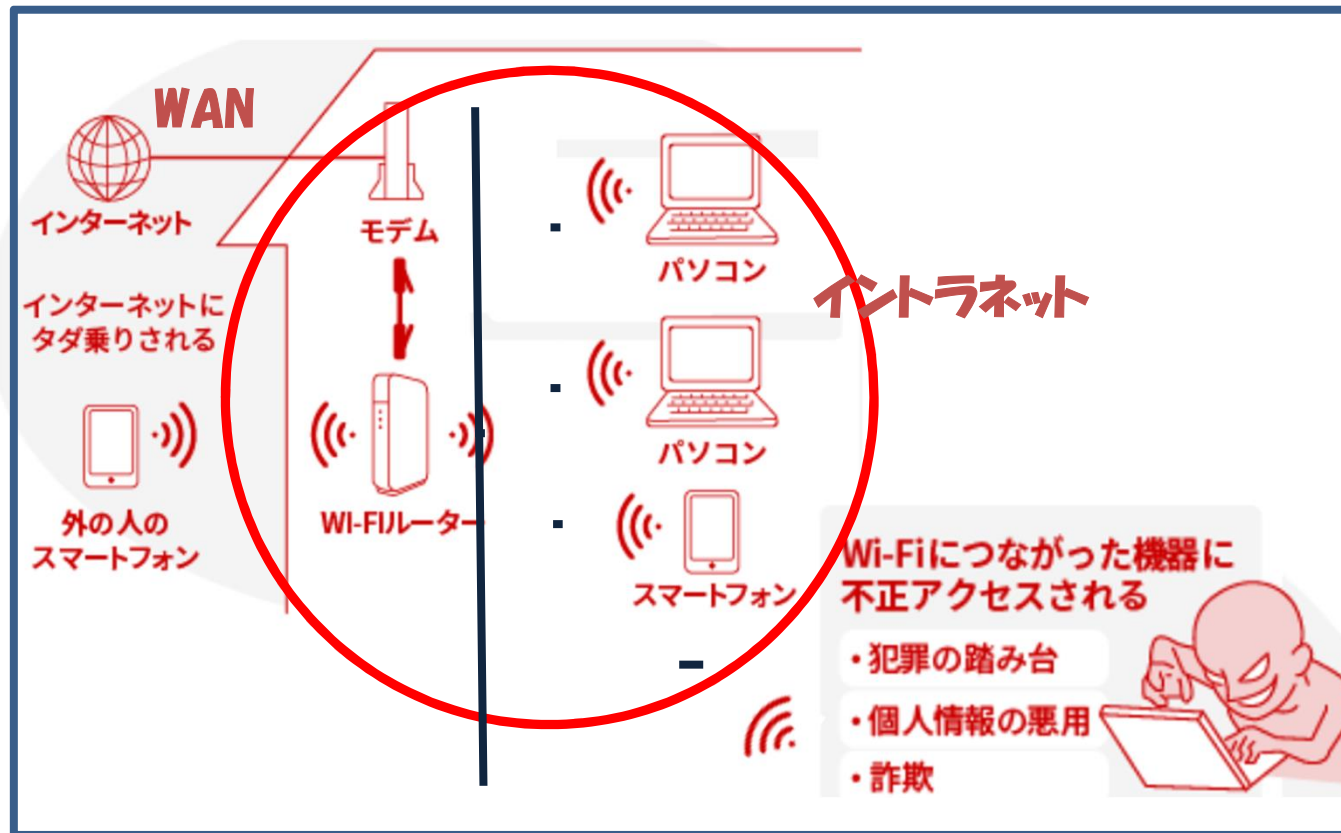 WAN
インターネット
モデム
パソコン
イントラネット
インターネットに
タダ乗りされる
パソコン
外の人の
スマートフォン
WI-FIルーター
スマートフォン
Wi-Fiにつながった機器に
不正アクセスされる
・犯罪の踏み台
・個人情報の悪用
・詐欺